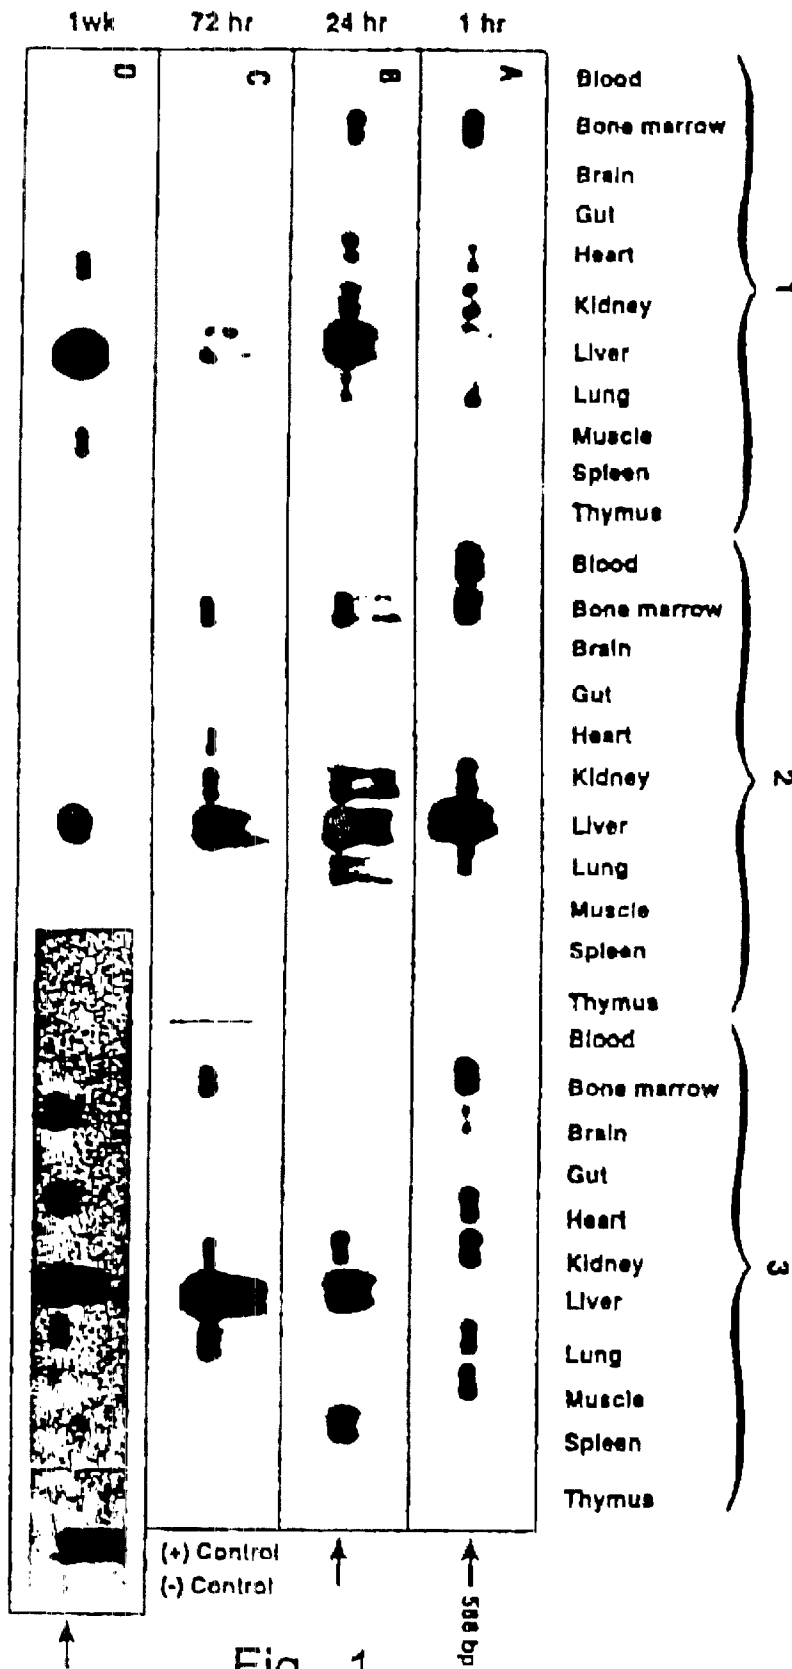 1wk 72 hr 24 hr 1 hr
D C B A
Blood
Bone marrow
Brain
Gut
Heart
Kidney
Liver
Lung
Muscle
Spleen
Thymus
1
Blood
Bone marrow
Brain
Gut
Heart
Kidney
Liver
Lung
Muscle
Spleen
Thymus
2
Blood
Bone marrow
Brain
Gut
Heart
Kidney
Liver
Lung
Muscle
Spleen
Thymus
3
(+) Control
(-) Control
588 bp
Fig. 1